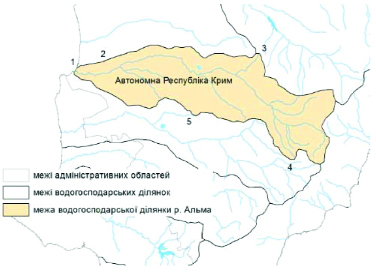 3
2
1
Автономна Республіка Крим
5
4
межі адміністративних областей
межі водогосподарських ділянок
межа водогосподарської ділянки р. Альма